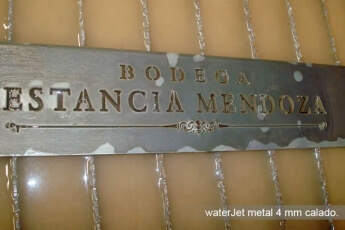 BODEGA
ESTANCIA MENDOZA
waterJet metal 4 mm calado.